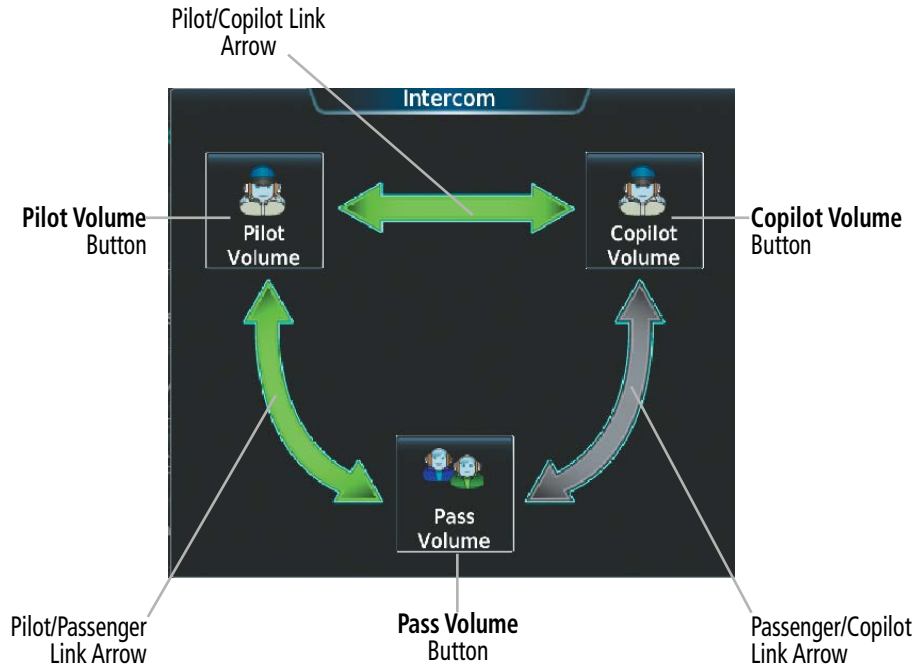 Pilot/Copilot Link
Arrow
Intercom
Pilot Volume
Button
Pilot
Volume
Copilot
Volume
Copilot Volume
Button
Pass
Volume
Pilot/Passenger
Link Arrow
Pass Volume
Button
Passenger/Copilot
Link Arrow